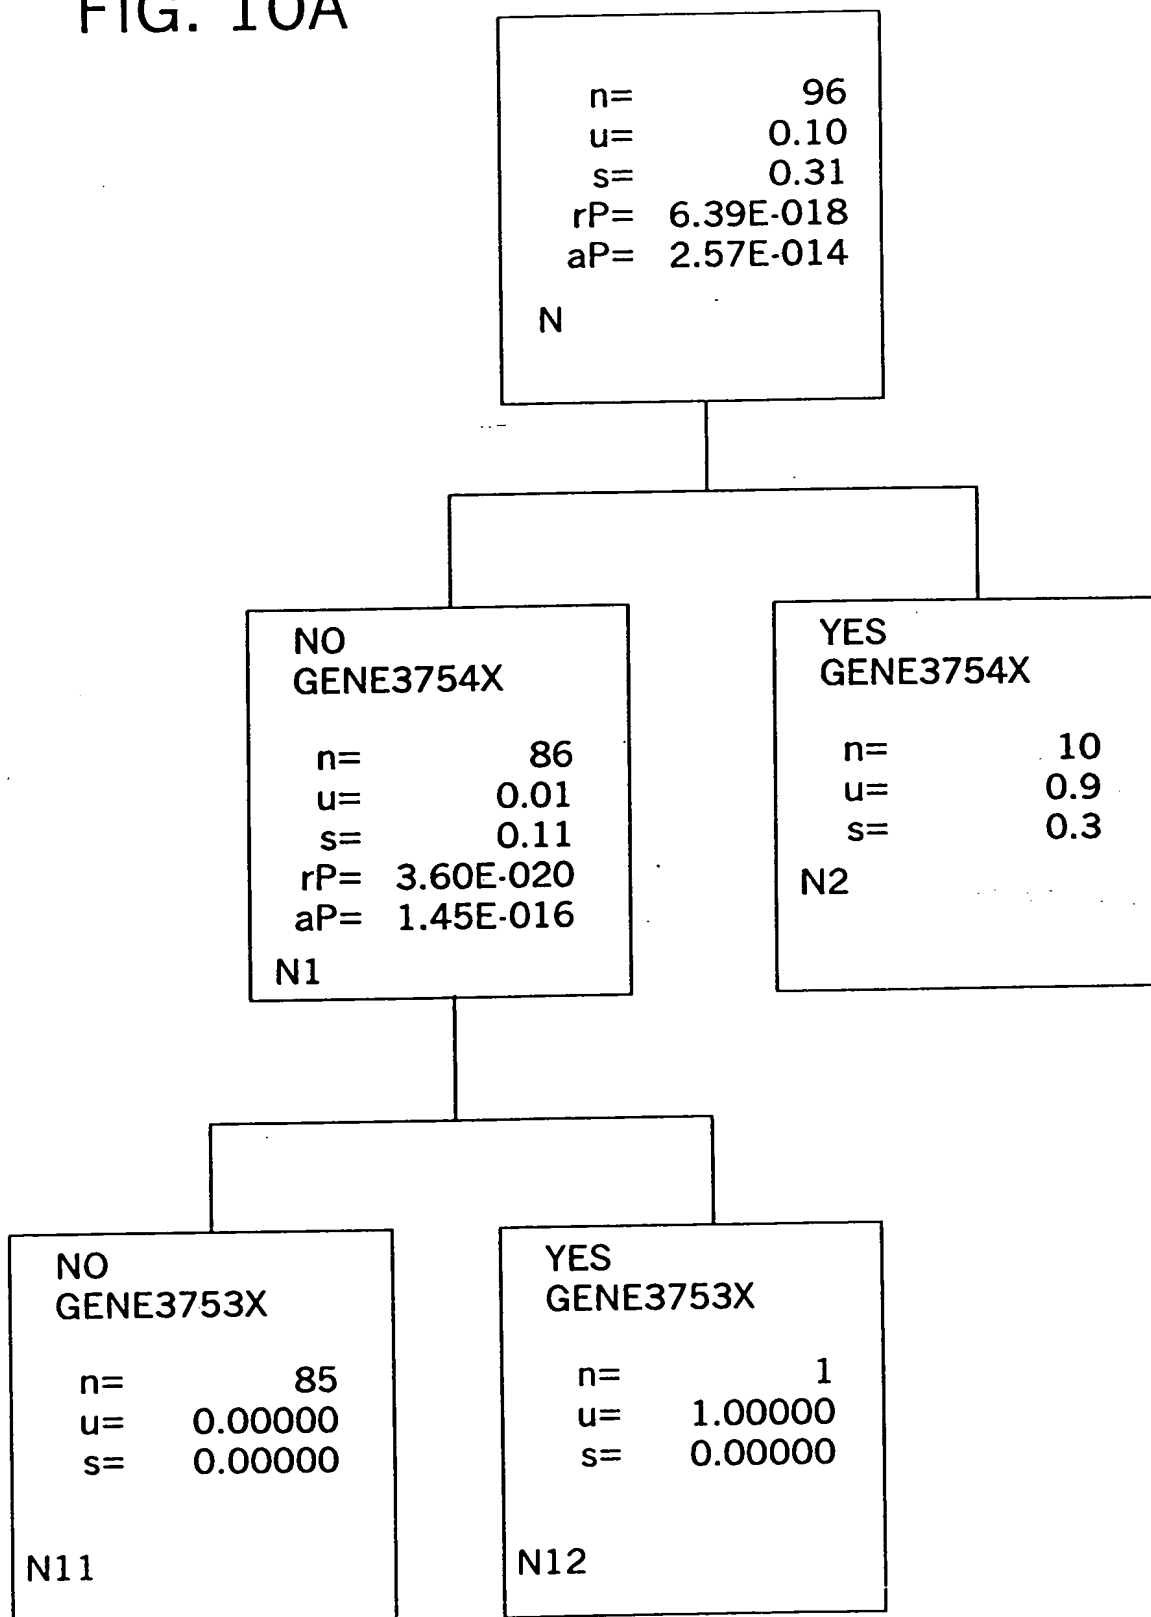 FIG. 10A
n= 96
u= 0.10
s= 0.31
rP= 6.39E-018
aP= 2.57E-014
N
NO
GENE3754X
n= 86
u= 0.01
s= 0.11
rP= 3.60E-020
aP= 1.45E-016
N1
YES
GENE3754X
n= 10
u= 0.9
s= 0.3
N2
NO
GENE3753X
n= 85
u= 0.00000
s= 0.00000
N11
YES
GENE3753X
n= 1
u= 1.00000
s= 0.00000
N12